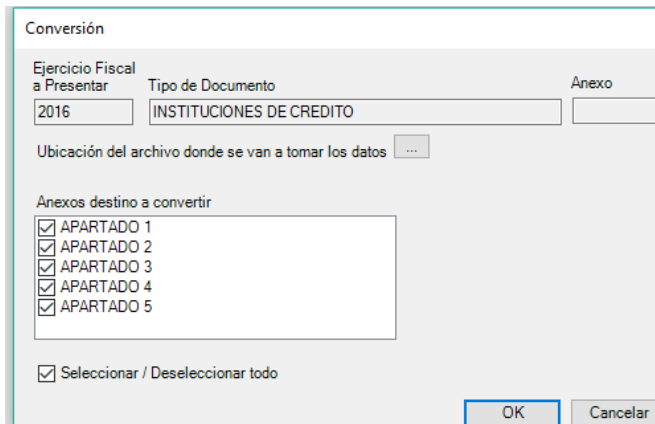 Conversión
Ejercicio Fiscal
a Presentar
Tipo de Documento
Anexo
2016
INSTITUCIONES DE CREDITO
Ubicación del archivo donde se van a tomar los datos ...
Anexos destino a convertir
APARTADO 1
APARTADO 2
APARTADO 3
APARTADO 4
APARTADO 5
Seleccionar / Deseleccionar todo
OK
Cancelar